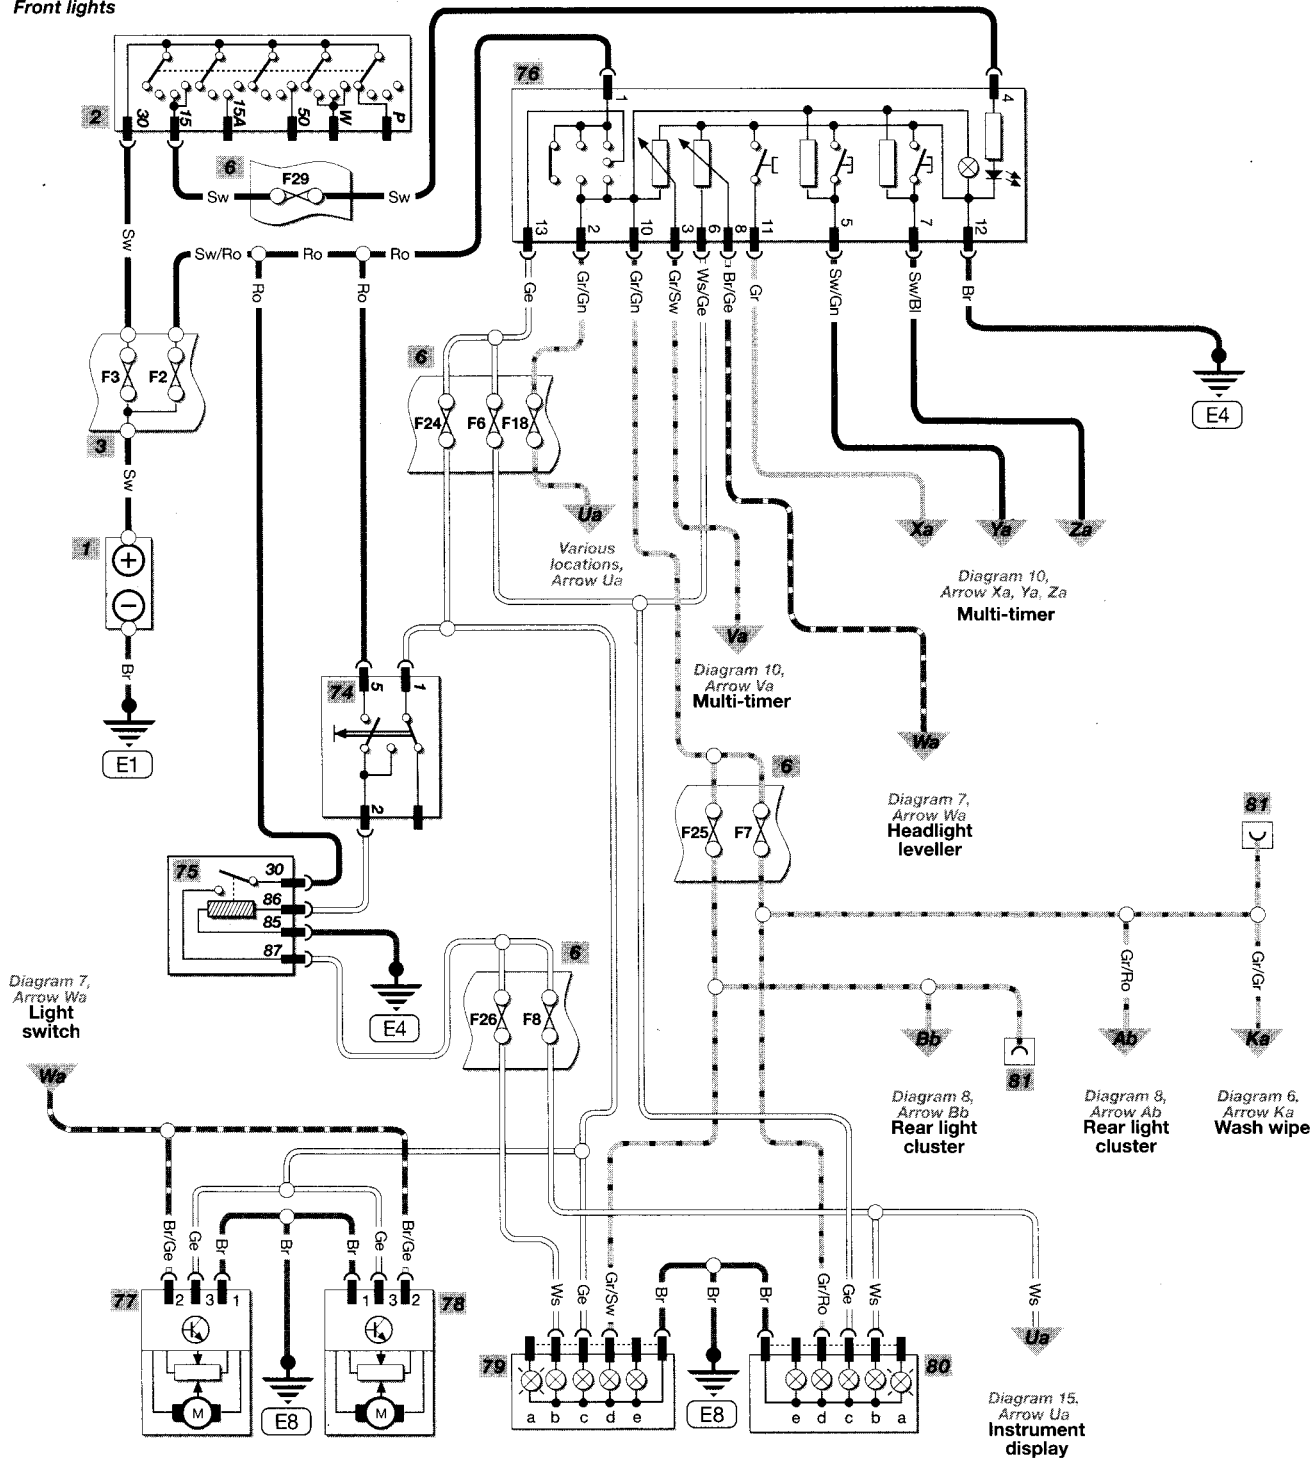 Front lights
2
30
15
15A
50
W
P
76
1
4
6
F29
Sw
Sw
13
2
10
3
6
8
11
5
7
12
Sw
Sw/Ro
Ro
Ro
Ro
Ro
Ge
Gr/Gn
Gr/Gn
Gr/Sw
Ws/Ge
Br/Ge
Gr
Sw/Gn
Sw/Bl
Br
F3
F2
3
6
F24
F6
F18
E4
Sw
1
+
−
Br
E1
Ua
Various
locations,
Arrow Ua
Xa
Ya
Za
Diagram 10,
Arrow Xa, Ya, Za
Multi-timer
Va
Diagram 10,
Arrow Va
Multi-timer
74
5
1
2
Wa
Diagram 7,
Arrow Wa
Headlight
leveller
6
F25
F7
81
75
30
86
85
87
E4
6
F26
F8
Gr/Ro
Gr/Gr
Bb
81
Ab
Ka
Diagram 8,
Arrow Bb
Rear light
cluster
Diagram 8,
Arrow Ab
Rear light
cluster
Diagram 6,
Arrow Ka
Wash wipe
Diagram 7,
Arrow Wa
Light
switch
Wa
Br/Ge
Ge
Br
Br
Br
Ge
Br/Ge
77
2
3
1
M
78
1
3
2
M
E8
Ws
Ge
Gr/Sw
Br
Br
Br
Gr/Ro
Ge
Ws
Ws
79
a b c d e
E8
80
e d c b a
Ua
Diagram 15,
Arrow Ua
Instrument
display